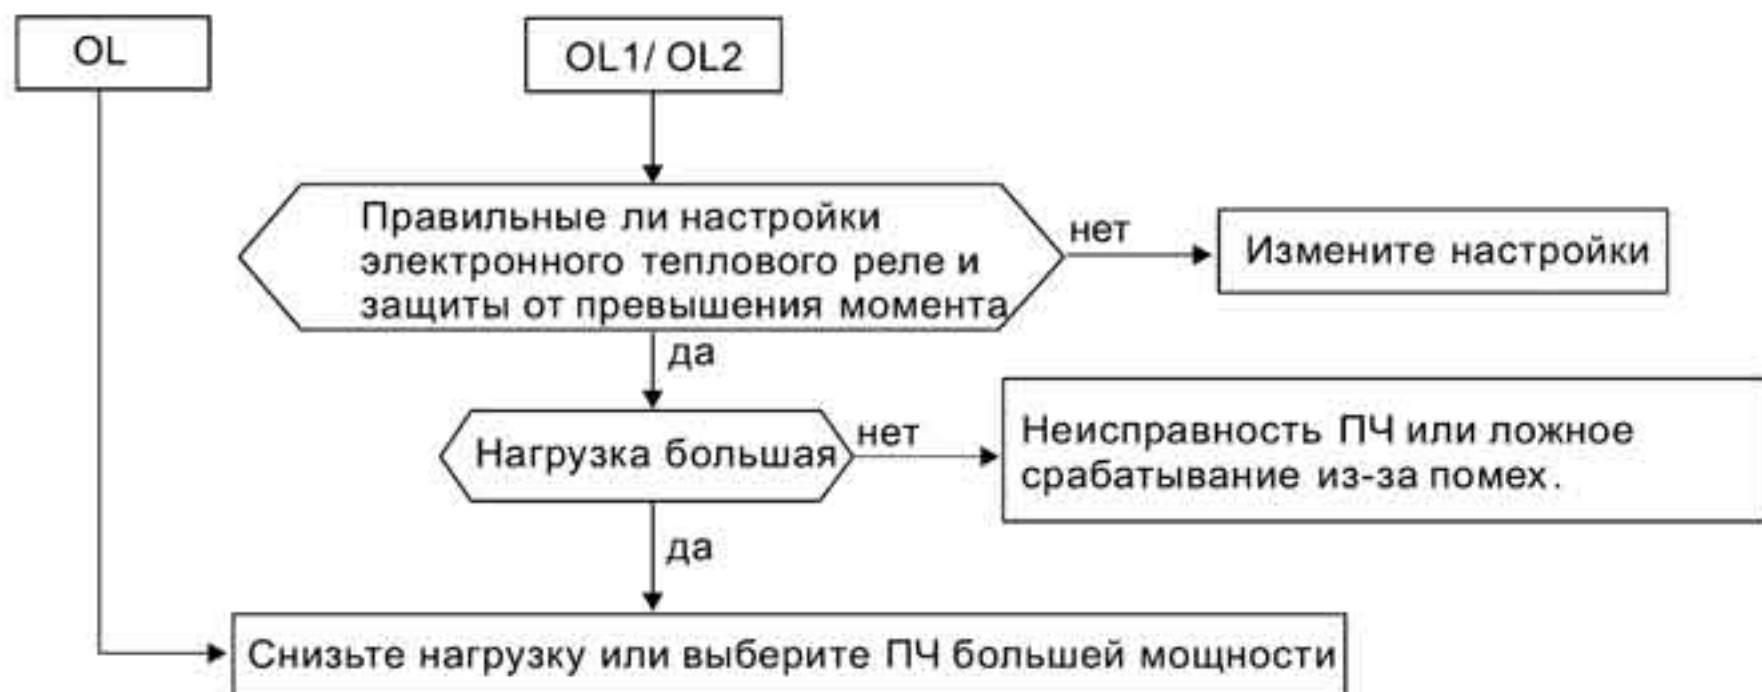 OL
OL1/ OL2
Правильные ли настройки
электронного теплового реле и
защиты от превышения момента
нет
Измените настройки
да
Нагрузка большая
нет
Неисправность ПЧ или ложное
срабатывание из-за помех.
да
Снизьте нагрузку или выберите ПЧ большей мощности